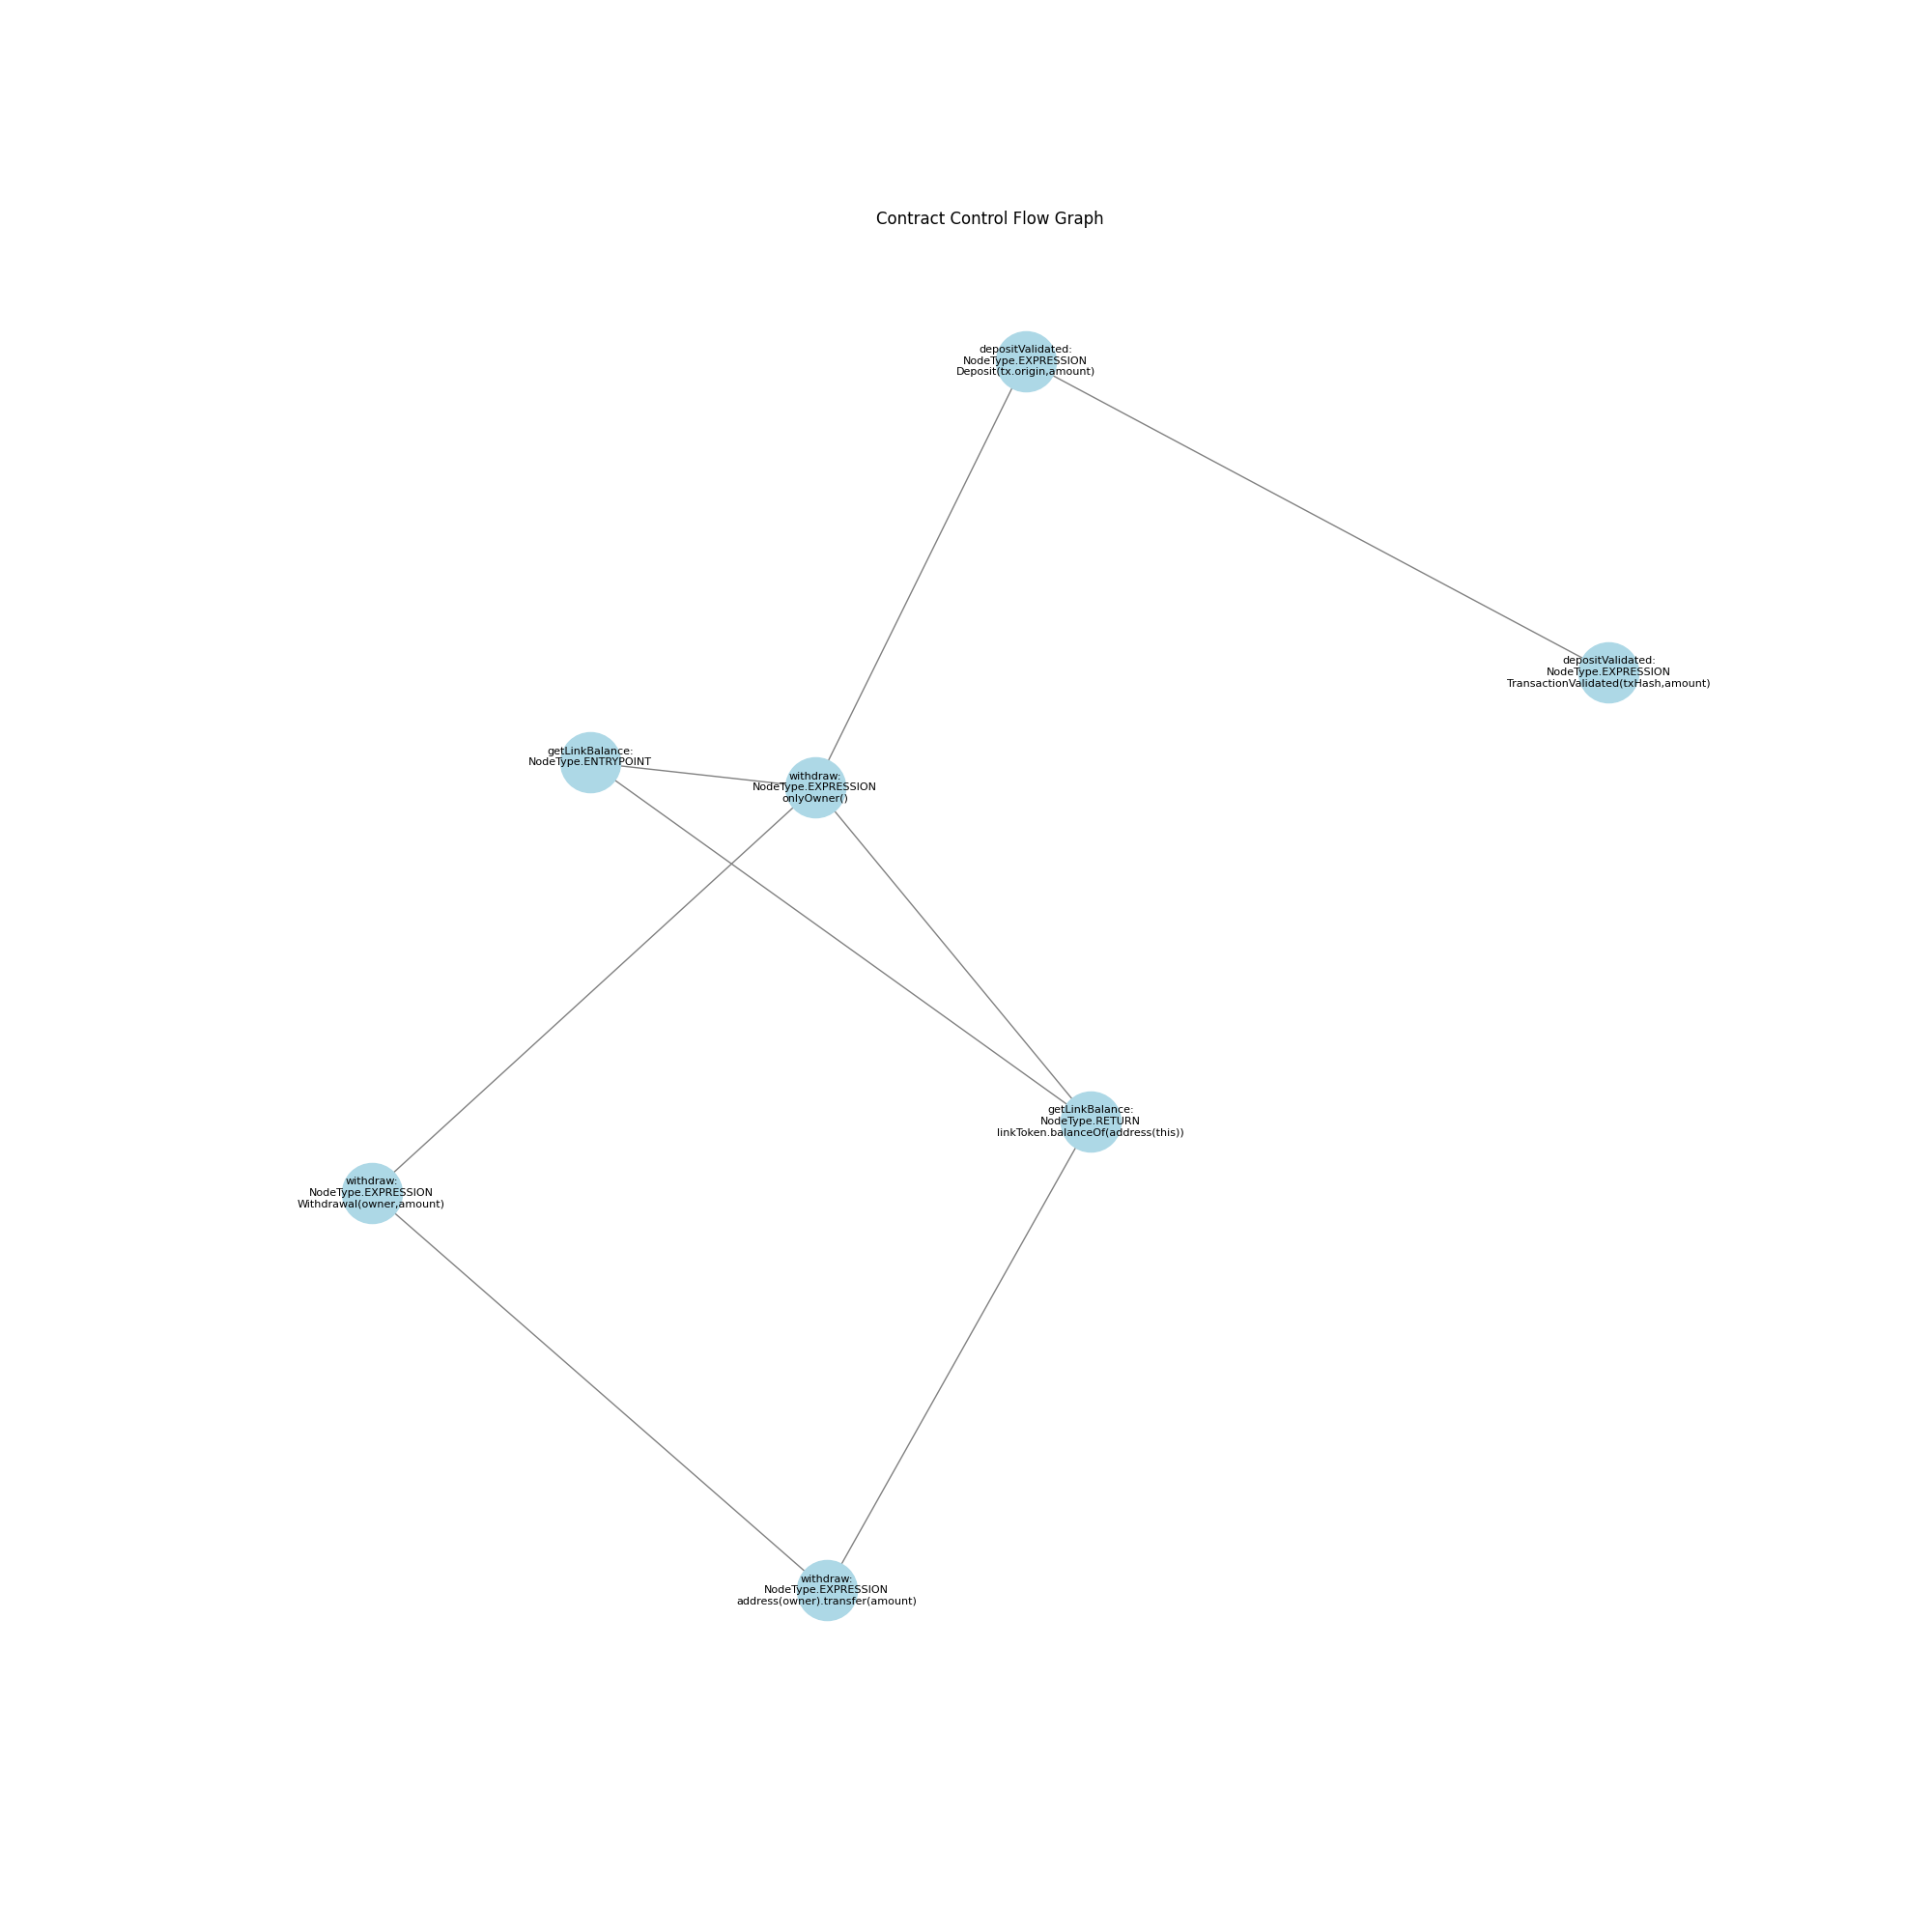 Contract Control Flow Graph
depositValidated:
NodeType.EXPRESSION
Deposit(tx.origin,amount)
depositValidated:
NodeType.EXPRESSION
TransactionValidated(txHash,amount)
getLinkBalance:
NodeType.ENTRYPOINT
withdraw:
NodeType.EXPRESSION
onlyOwner()
getLinkBalance:
NodeType.RETURN
linkToken.balanceOf(address(this))
withdraw:
NodeType.EXPRESSION
Withdrawal(owner,amount)
withdraw:
NodeType.EXPRESSION
address(owner).transfer(amount)